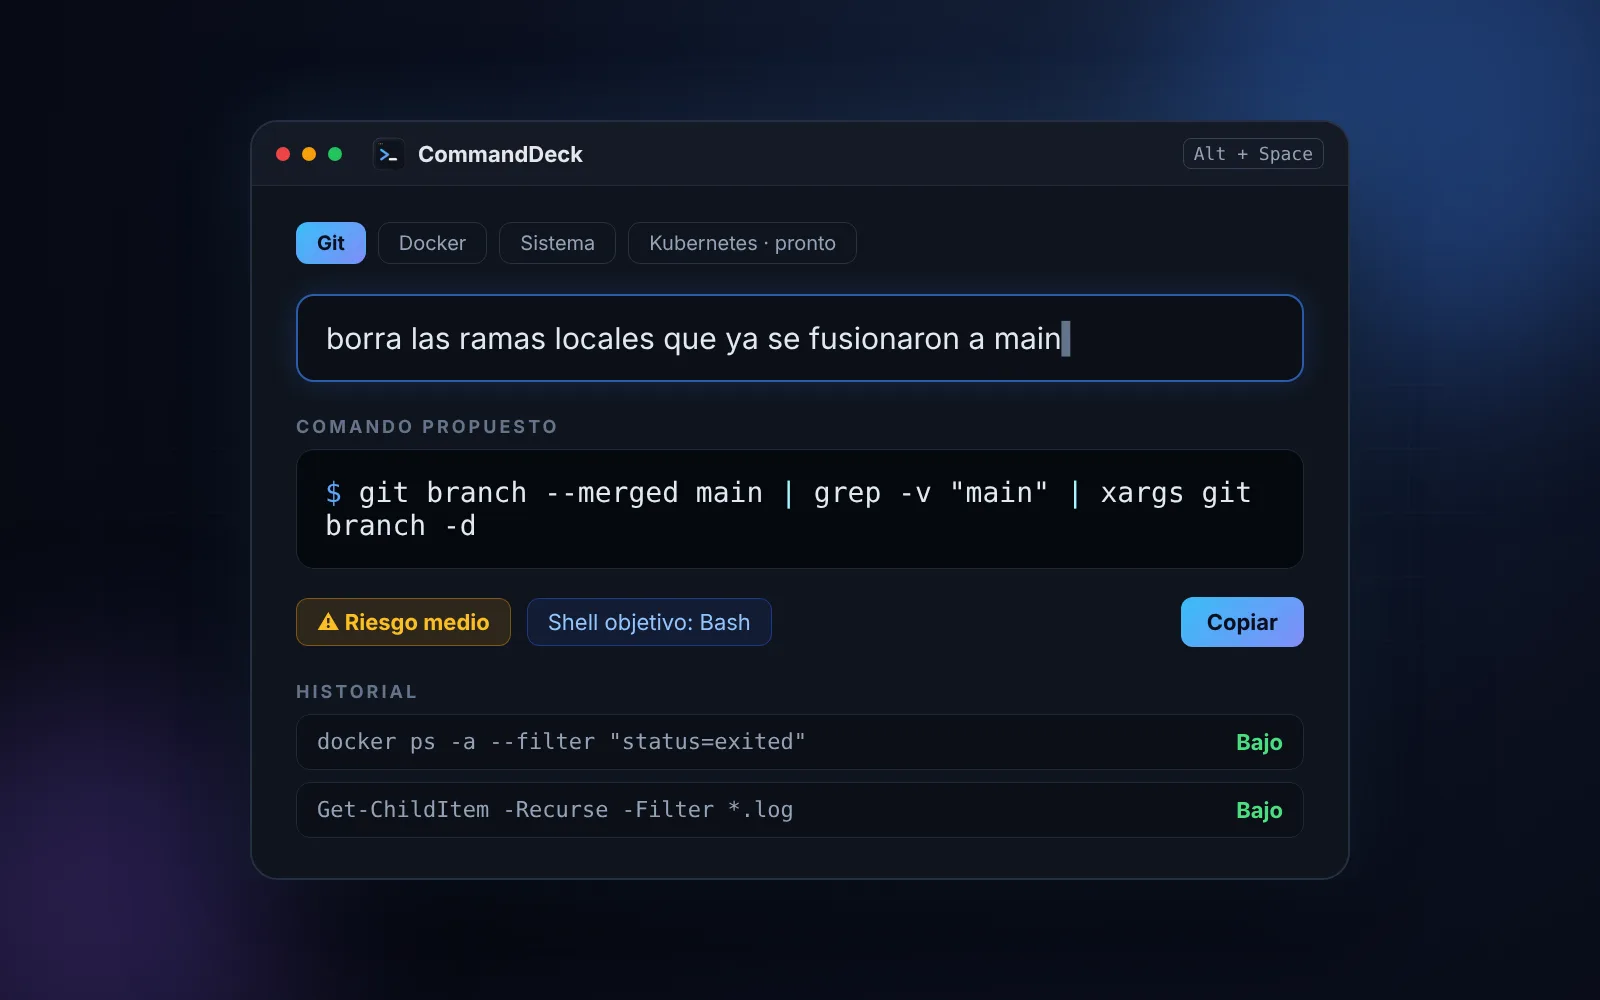 CommandDeck
Alt + Space
Git
Docker
Sistema
Kubernetes · pronto
borra las ramas locales que ya se fusionaron a main
COMANDO PROPUESTO
$ git branch --merged main | grep -v "main" | xargs git
branch -d
⚠ Riesgo medio
Shell objetivo: Bash
Copiar
HISTORIAL
docker ps -a --filter "status=exited"
Bajo
Get-ChildItem -Recurse -Filter *.log
Bajo